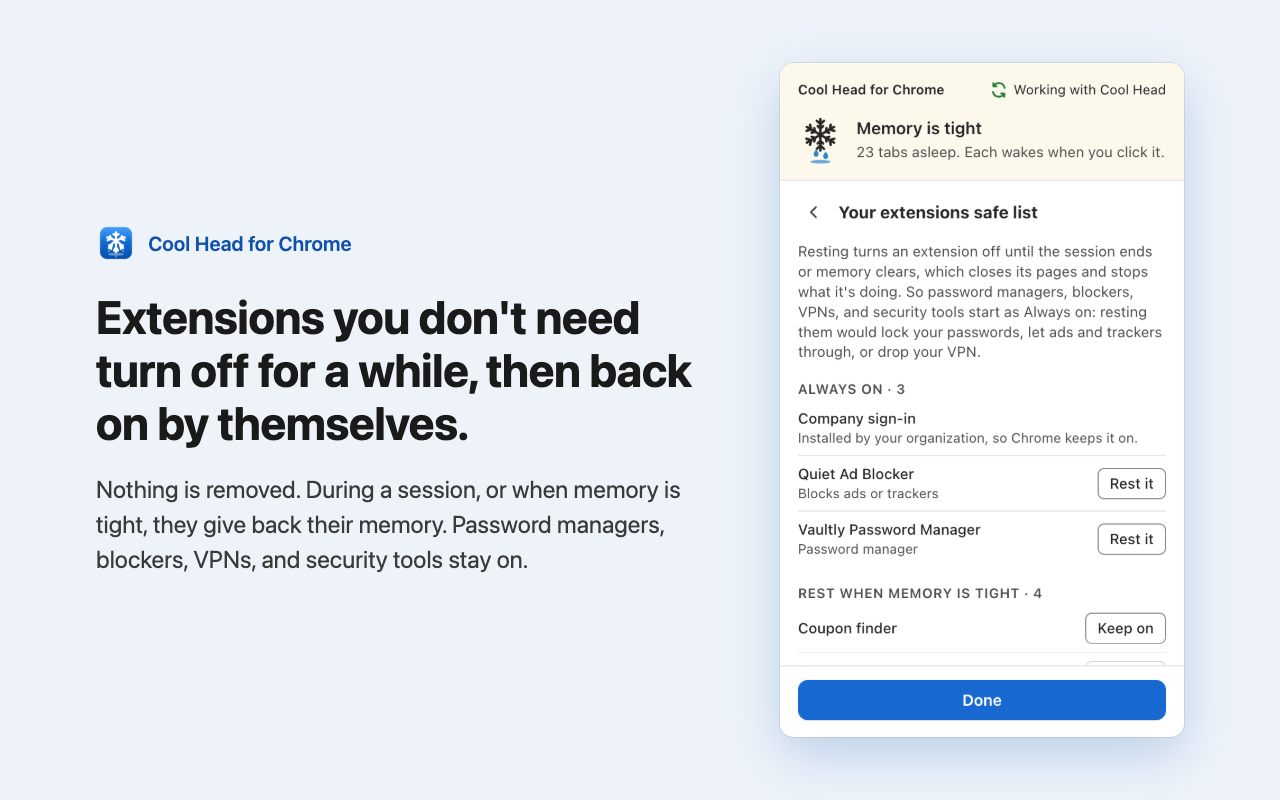 Cool Head for Chrome
Extensions you don't need
turn off for a while, then back
on by themselves.
Nothing is removed. During a session, or when memory is
tight, they give back their memory. Password managers,
blockers, VPNs, and security tools stay on.
Cool Head for Chrome
Working with Cool Head
Memory is tight
23 tabs asleep. Each wakes when you click it.
Your extensions safe list
Resting turns an extension off until the session ends
or memory clears, which closes its pages and stops
what it's doing. So password managers, blockers,
VPNs, and security tools start as Always on: resting
them would lock your passwords, let ads and trackers
through, or drop your VPN.
ALWAYS ON · 3
Company sign-in
Installed by your organization, so Chrome keeps it on.
Quiet Ad Blocker
Blocks ads or trackers
Rest it
Vaultly Password Manager
Password manager
Rest it
REST WHEN MEMORY IS TIGHT · 4
Coupon finder
Keep on
Done